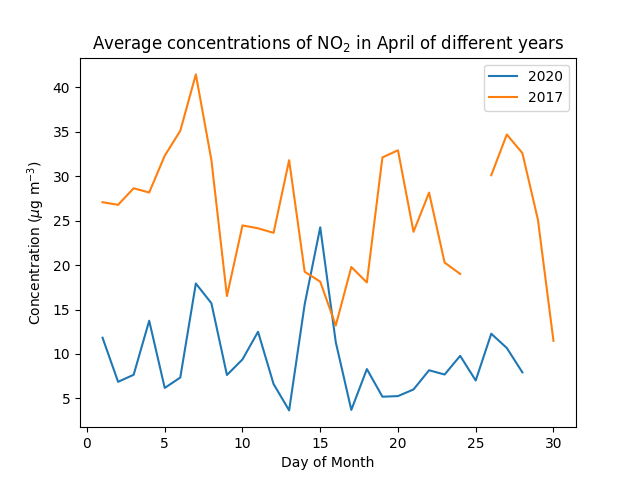 Average concentrations of NO₂ in April of different years
2020
2017
40
35
30
25
20
15
10
5
Concentration (μg m⁻³)
0 5 10 15 20 25 30
Day of Month